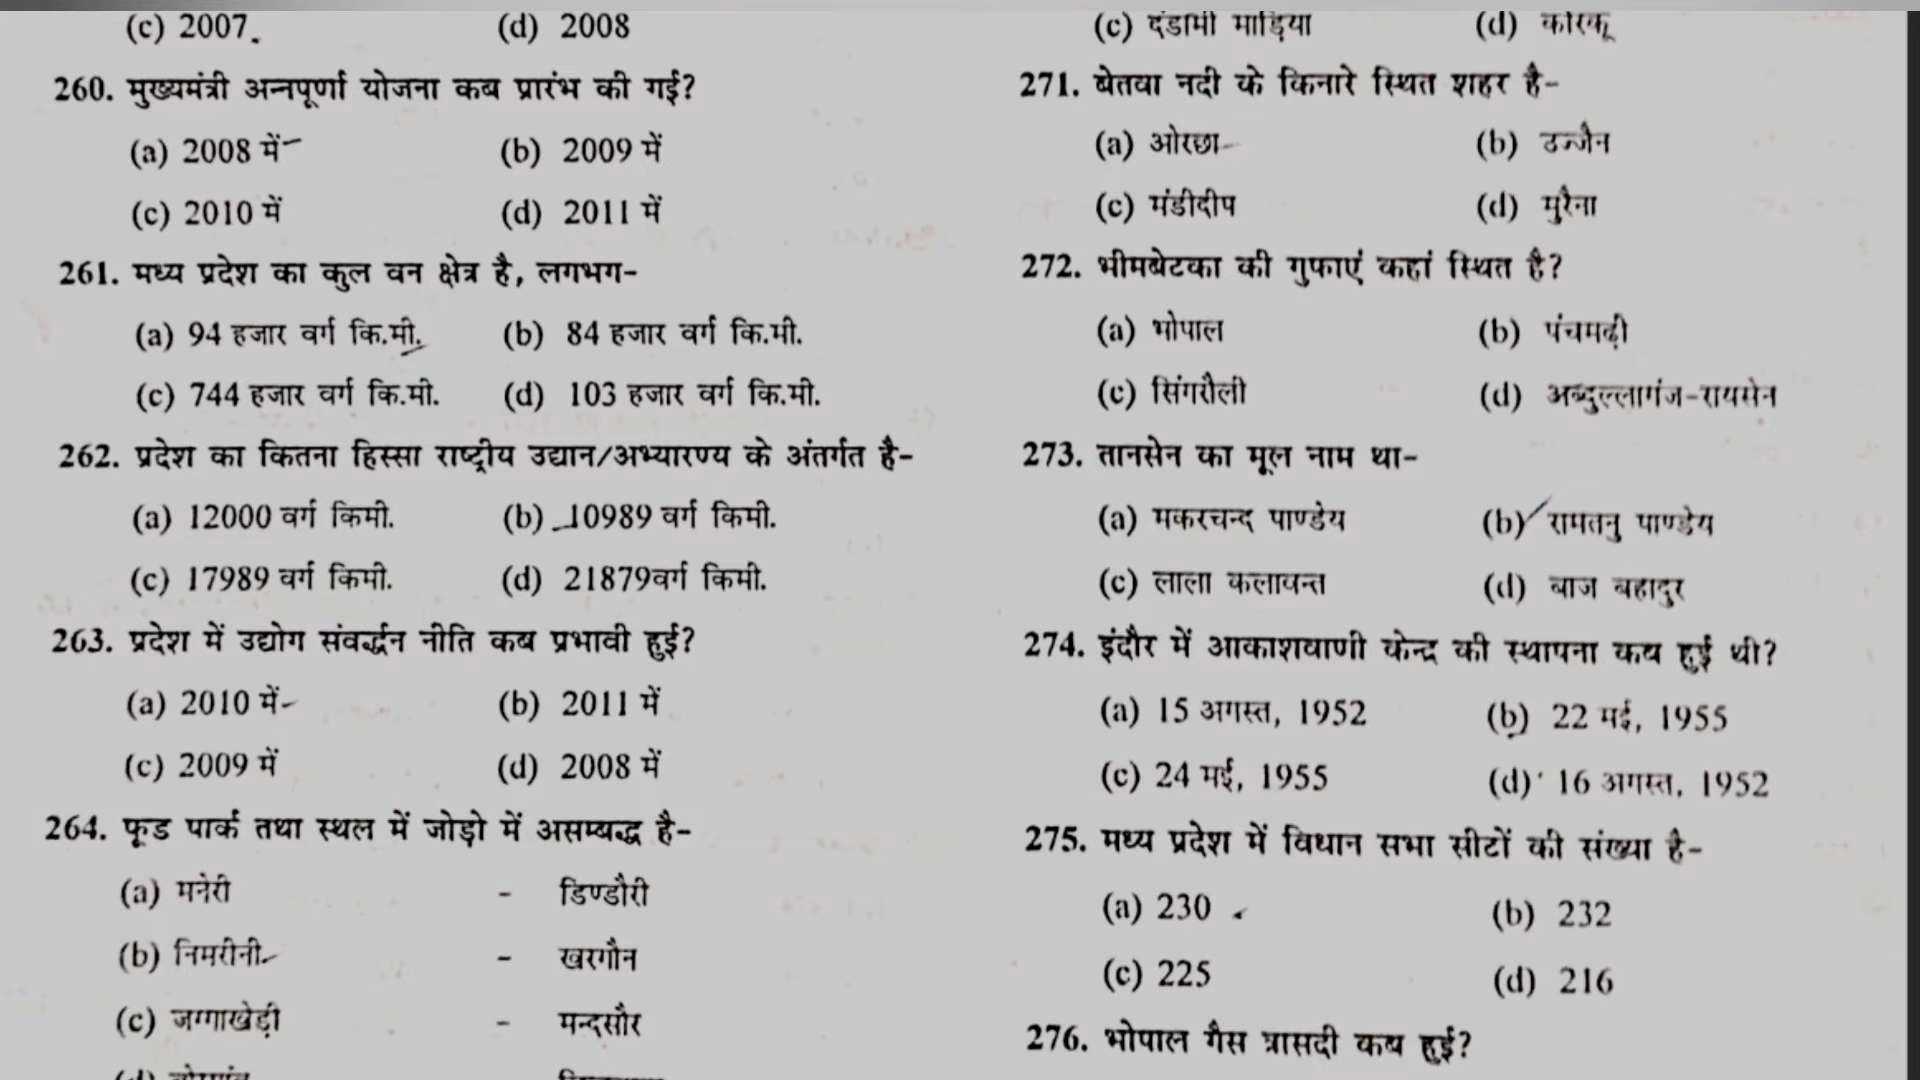 (c) 2007. (d) 2008
260. मुख्यमंत्री अन्नपूर्णा योजना कब प्रारंभ की गई?
(a) 2008 में (b) 2009 में
(c) 2010 में (d) 2011 में
261. मध्य प्रदेश का कुल वन क्षेत्र है, लगभग-
(a) 94 हजार वर्ग कि.मी. (b) 84 हजार वर्ग कि.मी.
(c) 744 हजार वर्ग कि.मी. (d) 103 हजार वर्ग कि.मी.
262. प्रदेश का कितना हिस्सा राष्ट्रीय उद्यान/अभ्यारण्य के अंतर्गत है-
(a) 12000 वर्ग किमी. (b) 10989 वर्ग किमी.
(c) 17989 वर्ग किमी. (d) 21879वर्ग किमी.
263. प्रदेश में उद्योग संवर्द्धन नीति कब प्रभावी हुई?
(a) 2010 में (b) 2011 में
(c) 2009 में (d) 2008 में
264. फूड पार्क तथा स्थल में जोड़ो में असम्बद्ध है-
(a) मनेरी - डिण्डौरी
(b) निमरीनी - खरगौन
(c) जग्गाखेड़ी - मन्दसौर
(c) दंडामी माड़िया (d) कोरकू
271. बेतवा नदी के किनारे स्थित शहर है-
(a) ओरछा (b) उज्जैन
(c) मंडीदीप (d) मुरैना
272. भीमबेटका की गुफाएं कहां स्थित है?
(a) भोपाल (b) पंचमढ़ी
(c) सिंगरौली (d) अब्दुल्लागंज-रायसेन
273. तानसेन का मूल नाम था-
(a) मकरचन्द पाण्डेय (b) रामतनु पाण्डेय
(c) लाला कलावन्त (d) बाज बहादुर
274. इंदौर में आकाशवाणी केन्द्र की स्थापना कब हुई थी?
(a) 15 अगस्त, 1952 (b) 22 मई, 1955
(c) 24 मई, 1955 (d) 16 अगस्त, 1952
275. मध्य प्रदेश में विधान सभा सीटों की संख्या है-
(a) 230 (b) 232
(c) 225 (d) 216
276. भोपाल गैस त्रासदी कब हुई?